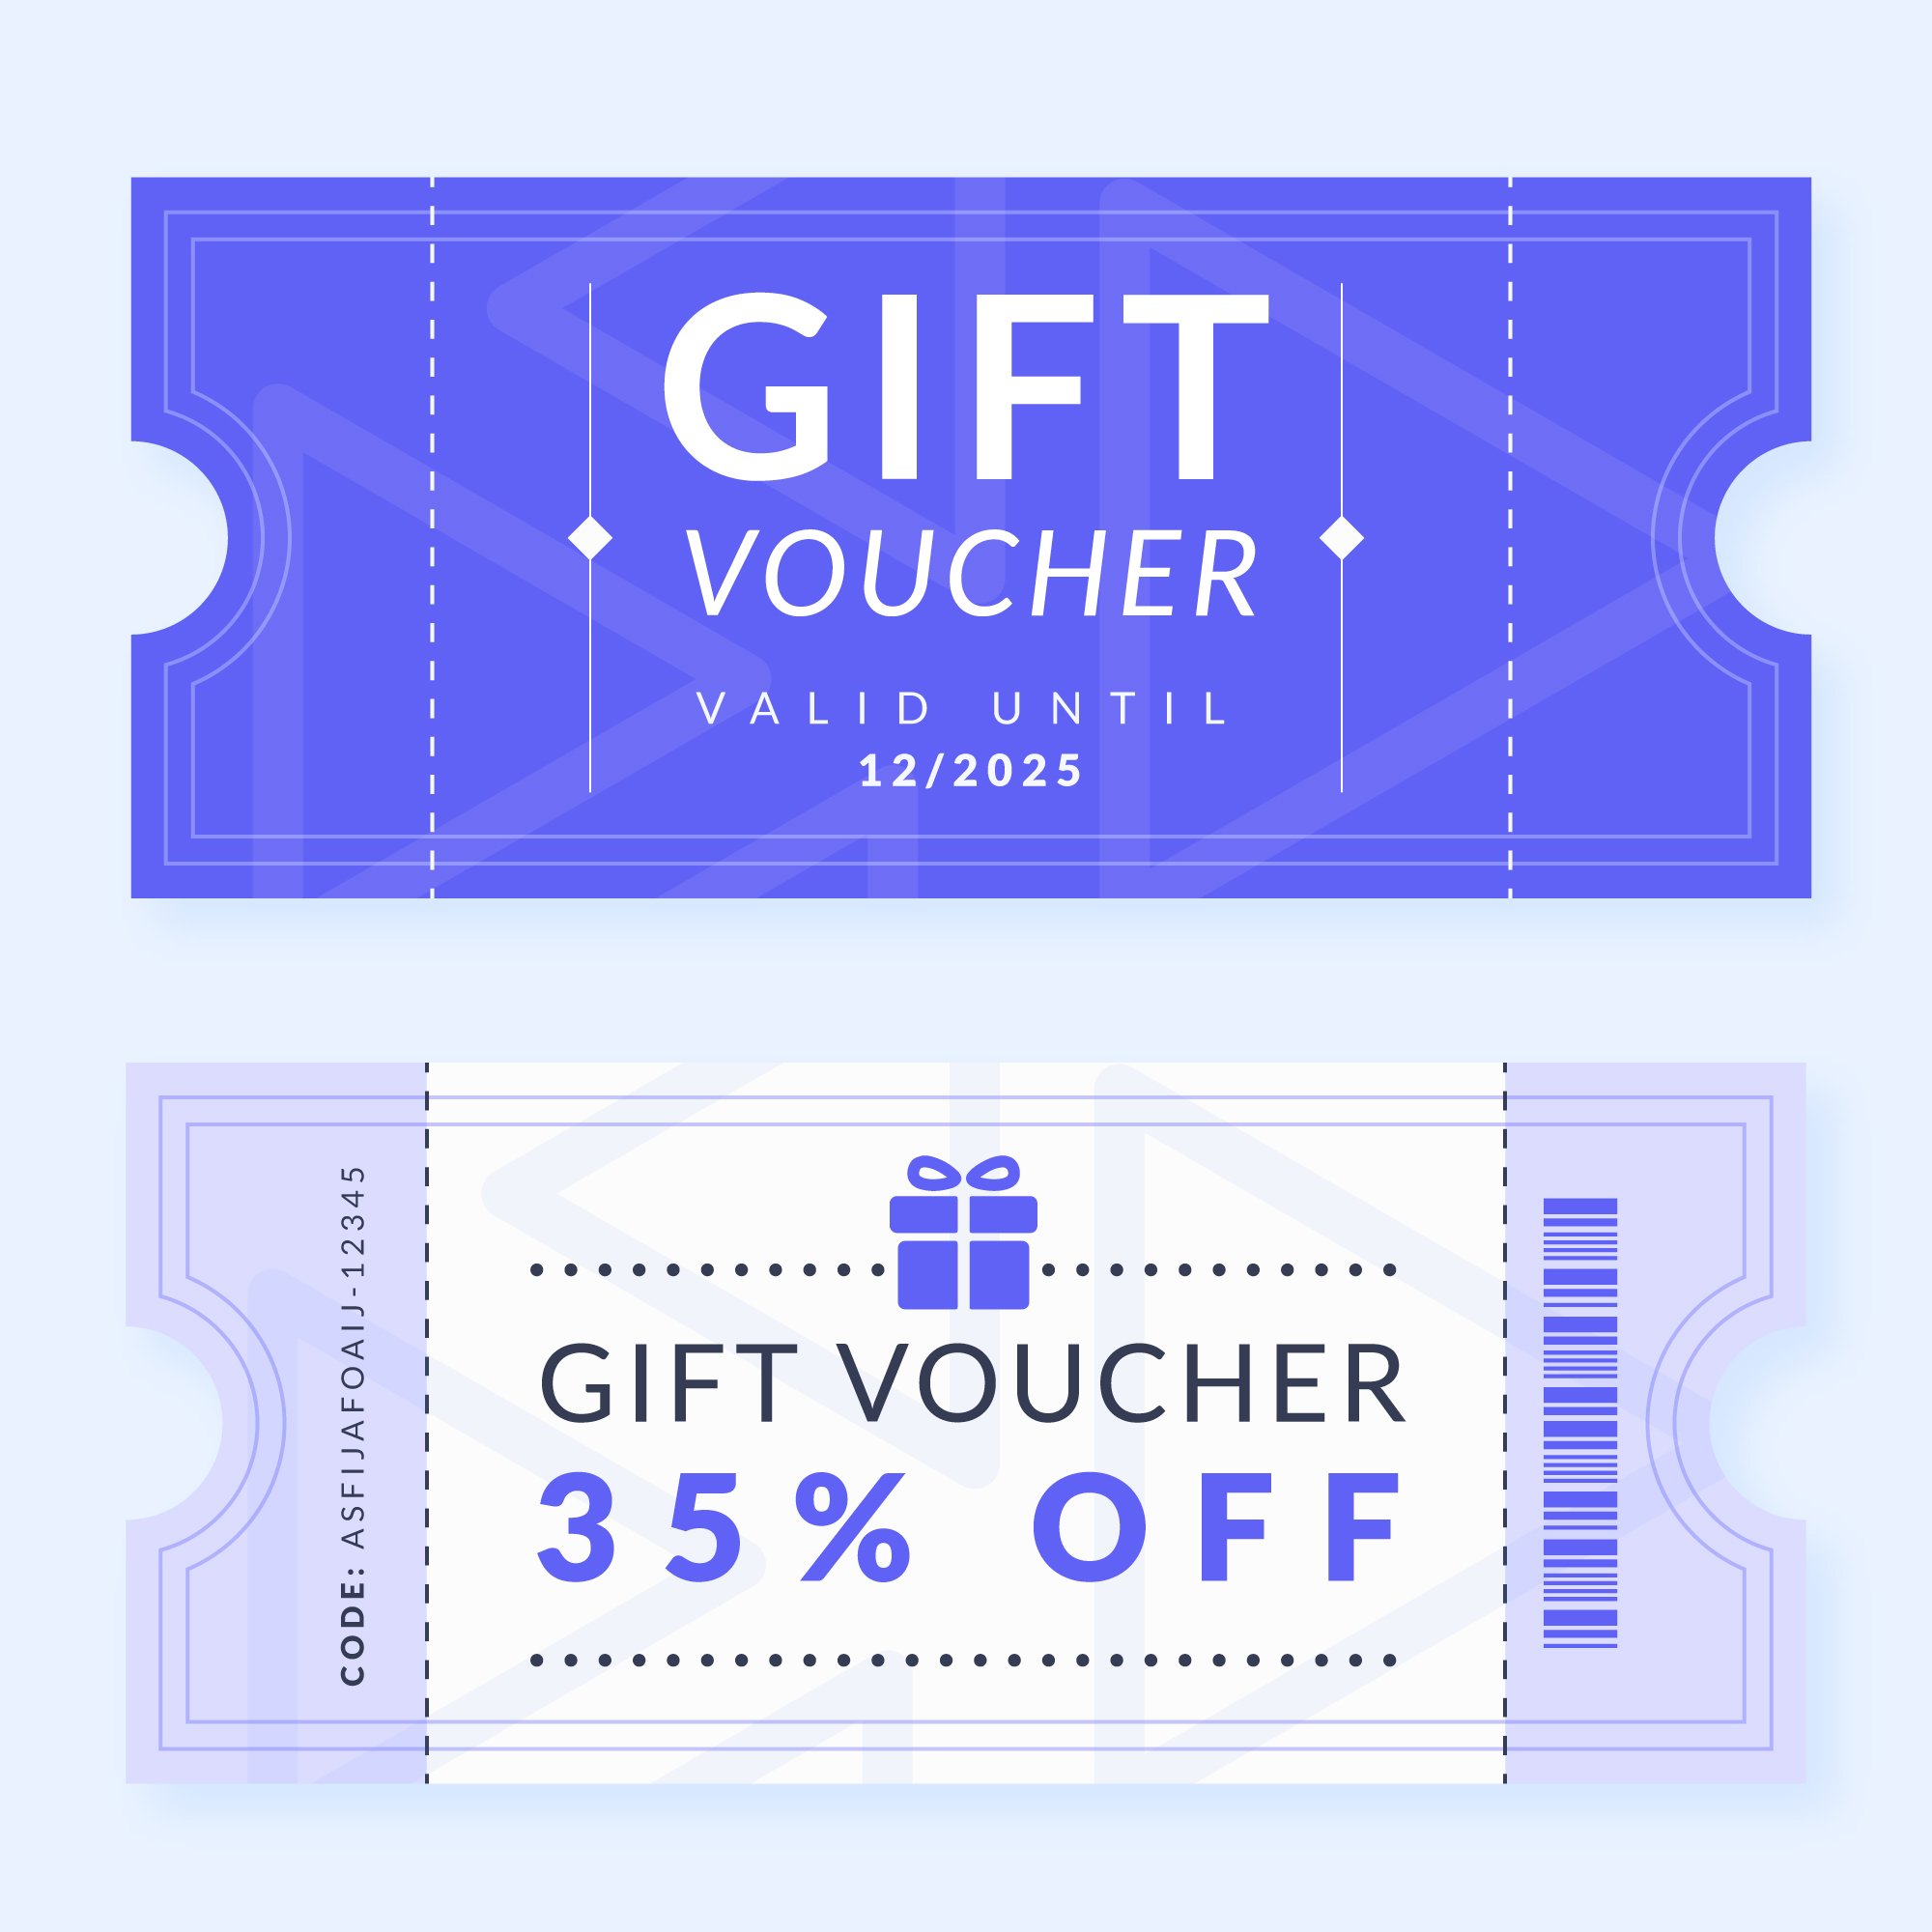 GIFT
VOUCHER
VALID UNTIL
12/2025
CODE: ASFIJAFOAIJ-12345
GIFT VOUCHER
35% OFF